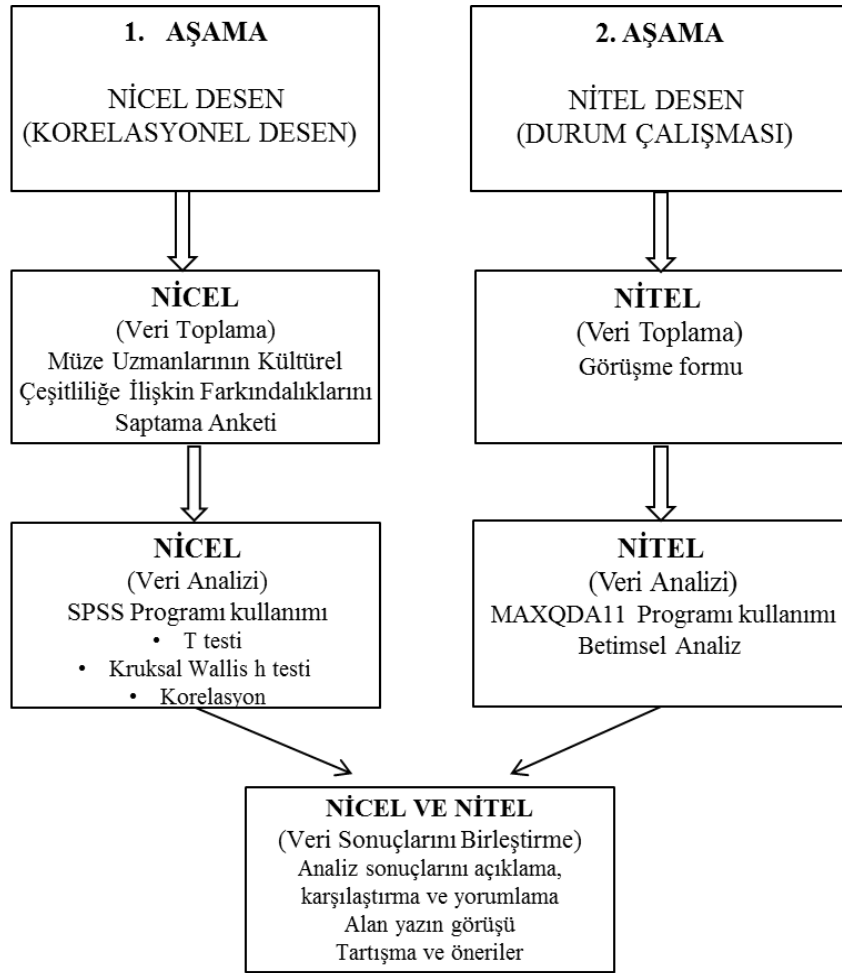 1. AŞAMA
NİCEL DESEN
(KORELASYONEL DESEN)
2. AŞAMA
NİTEL DESEN
(DURUM ÇALIŞMASI)
NİCEL
(Veri Toplama)
Müze Uzmanlarının Kültürel
Çeşitliliğe İlişkin Farkındalıklarını
Saptama Anketi
NİTEL
(Veri Toplama)
Görüşme formu
NİCEL
(Veri Analizi)
SPSS Programı kullanımı
• T testi
• Kruksal Wallis h testi
• Korelasyon
NİTEL
(Veri Analizi)
MAXQDA11 Programı kullanımı
Betimsel Analiz
NİCEL VE NİTEL
(Veri Sonuçlarını Birleştirme)
Analiz sonuçlarını açıklama,
karşılaştırma ve yorumlama
Alan yazın görüşü
Tartışma ve öneriler